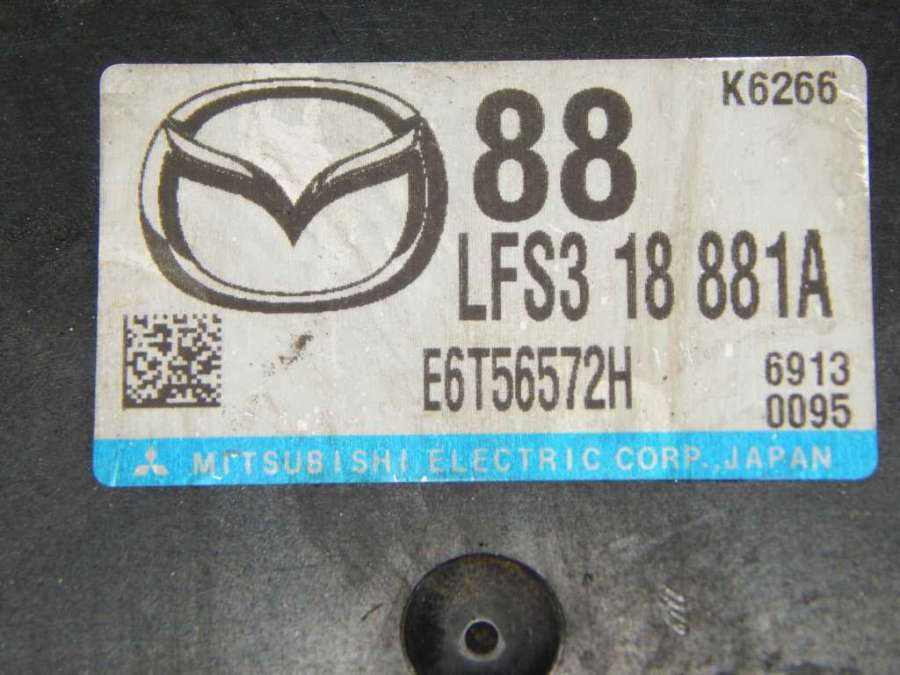 K6266
88
LFS3 18 881A
E6T56572H
6913
0095
MITSUBISHI ELECTRIC CORP., JAPAN